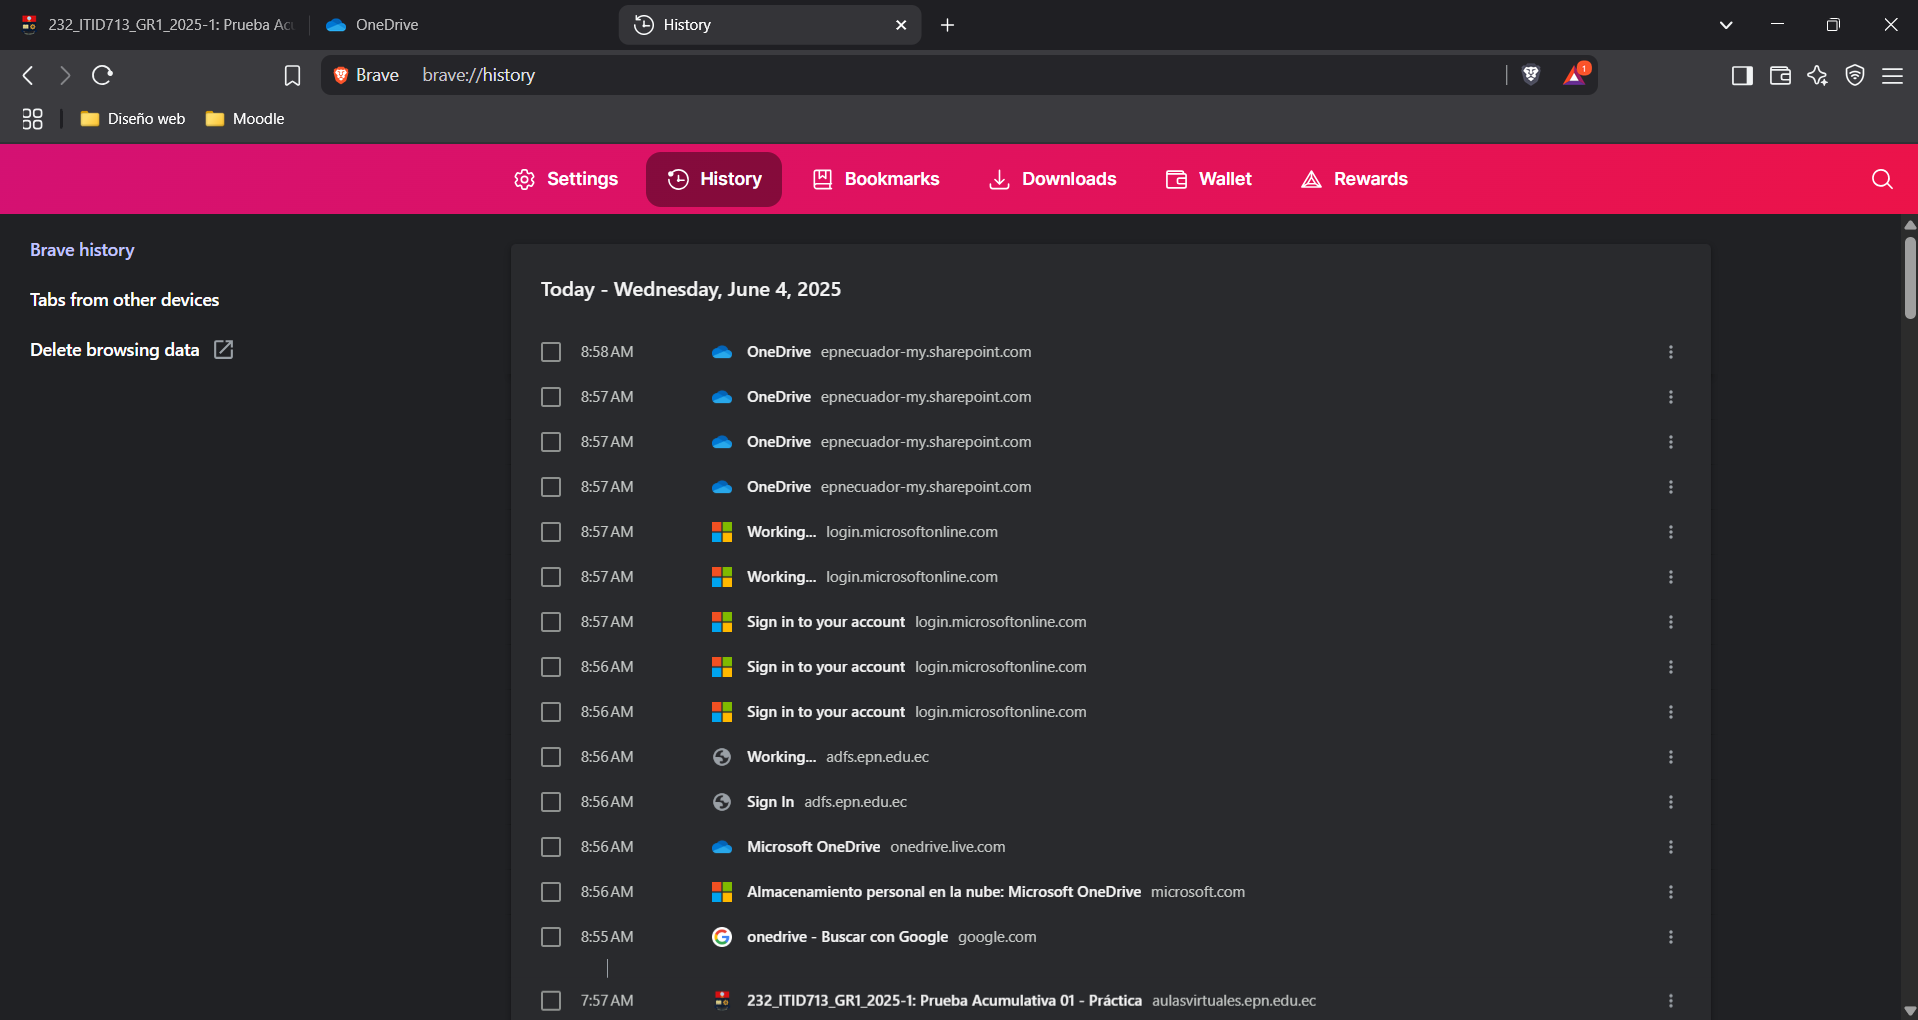 232_ITID713_GR1_2025-1: Prueba Acu
OneDrive
History
Brave
brave://history
1
Diseño web
Moodle
Settings
History
Bookmarks
Downloads
Wallet
Rewards
Brave history
Tabs from other devices
Delete browsing data
Today - Wednesday, June 4, 2025
8:58 AM OneDrive epnecuador-my.sharepoint.com
8:57 AM OneDrive epnecuador-my.sharepoint.com
8:57 AM OneDrive epnecuador-my.sharepoint.com
8:57 AM OneDrive epnecuador-my.sharepoint.com
8:57 AM Working... login.microsoftonline.com
8:57 AM Working... login.microsoftonline.com
8:57 AM Sign in to your account login.microsoftonline.com
8:56 AM Sign in to your account login.microsoftonline.com
8:56 AM Sign in to your account login.microsoftonline.com
8:56 AM Working... adfs.epn.edu.ec
8:56 AM Sign In adfs.epn.edu.ec
8:56 AM Microsoft OneDrive onedrive.live.com
8:56 AM Almacenamiento personal en la nube: Microsoft OneDrive microsoft.com
8:55 AM onedrive - Buscar con Google google.com
7:57 AM 232_ITID713_GR1_2025-1: Prueba Acumulativa 01 - Práctica aulasvirtuales.epn.edu.ec